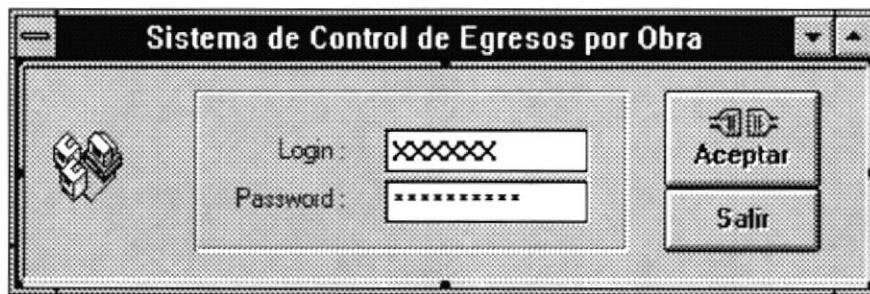 Sistema de Control de Egresos por Obra
Login : XXXXXX
Password : **********
Aceptar
Salir